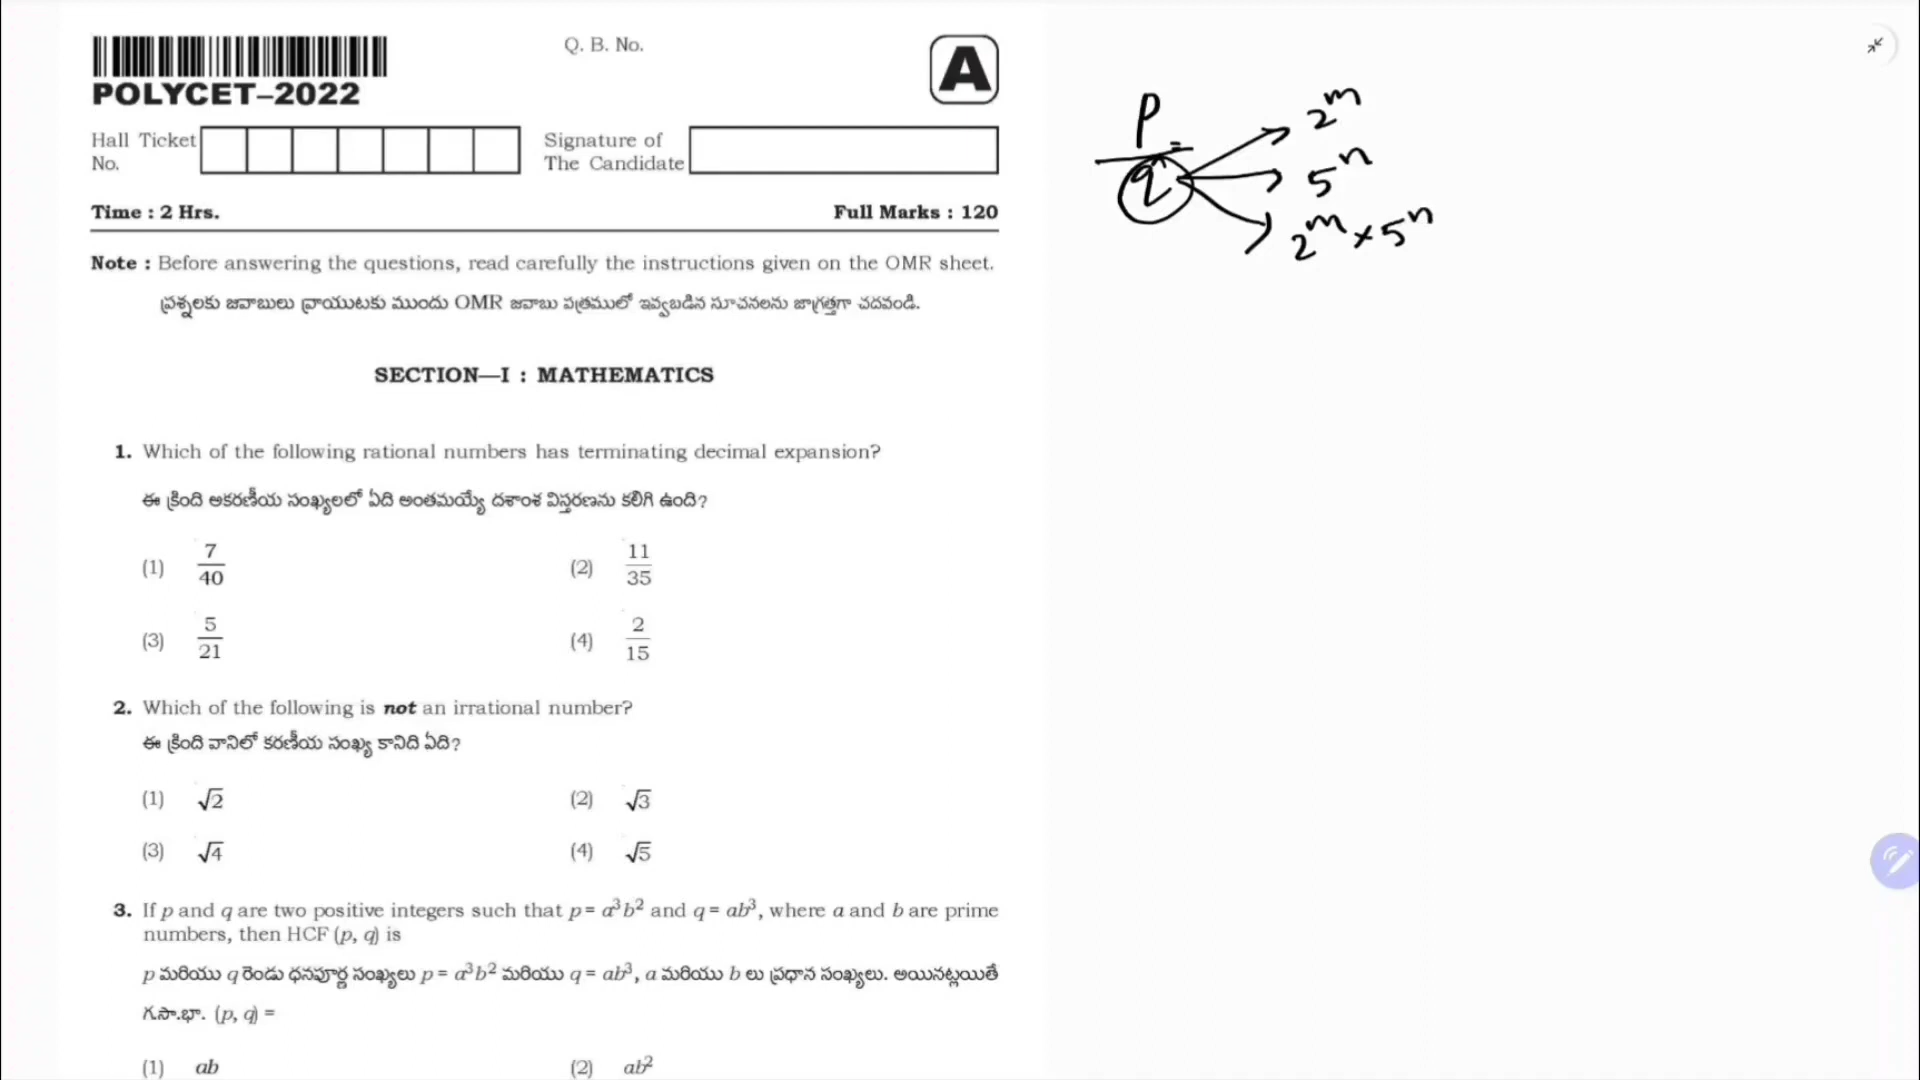 Q. B. No.
A
POLYCET–2022
Hall Ticket No.
Signature of The Candidate
Time : 2 Hrs.
Full Marks : 120
Note : Before answering the questions, read carefully the instructions given on the OMR sheet.
ప్రశ్నలకు జవాబులు వ్రాయుటకు ముందు OMR జవాబు పత్రములో ఇవ్వబడిన సూచనలను జాగ్రత్తగా చదవండి.
SECTION—I : MATHEMATICS
1. Which of the following rational numbers has terminating decimal expansion?
ఈ క్రింది అకరణీయ సంఖ్యలలో ఏది అంతమయ్యే దశాంశ విస్తరణను కలిగి ఉంది?
(1) 7/40
(2) 11/35
(3) 5/21
(4) 2/15
2. Which of the following is not an irrational number?
ఈ క్రింది వానిలో కరణీయ సంఖ్య కానిది ఏది?
(1) √2
(2) √3
(3) √4
(4) √5
3. If p and q are two positive integers such that p = a³b² and q = ab³, where a and b are prime
numbers, then HCF (p, q) is
p మరియు q రెండు ధనపూర్ణ సంఖ్యలు p = a³b² మరియు q = ab³, a మరియు b లు ప్రధాన సంఖ్యలు. అయినట్లయితే
గ.సా.భా. (p, q) =
(1) ab
(2) ab²
p/q
2^m
5^n
2^m × 5^n